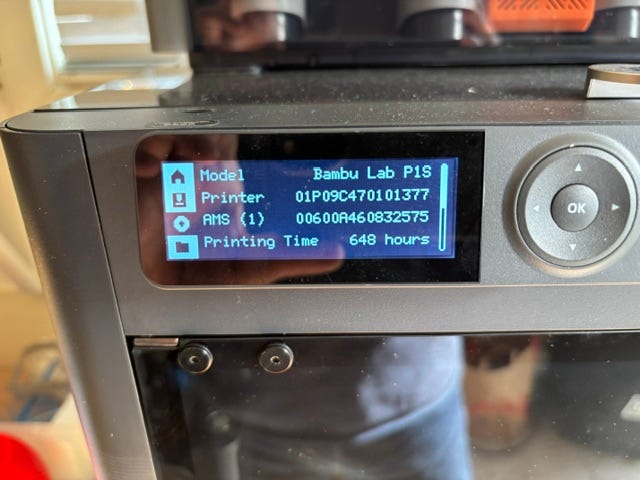 Model Bambu Lab P1S
Printer 01P09C470101377
AMS (1) 00600A460832575
Printing Time 648 hours
OK